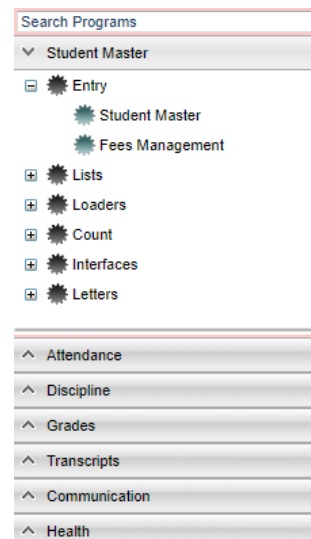 Search Programs
Student Master
Entry
Student Master
Fees Management
Lists
Loaders
Count
Interfaces
Letters
Attendance
Discipline
Grades
Transcripts
Communication
Health